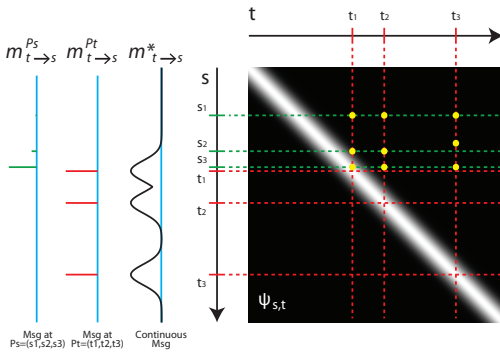 m^{Ps}_{t→s} m^{Pt}_{t→s} m^*_{t→s}
t
t₁ t₂ t₃
s
s₁
s₂
s₃
t₁
t₂
t₃
ψ_{s,t}
Msg at
Ps=(s1,s2,s3)
Msg at
Pt=(t1,t2,t3)
Continuous
Msg